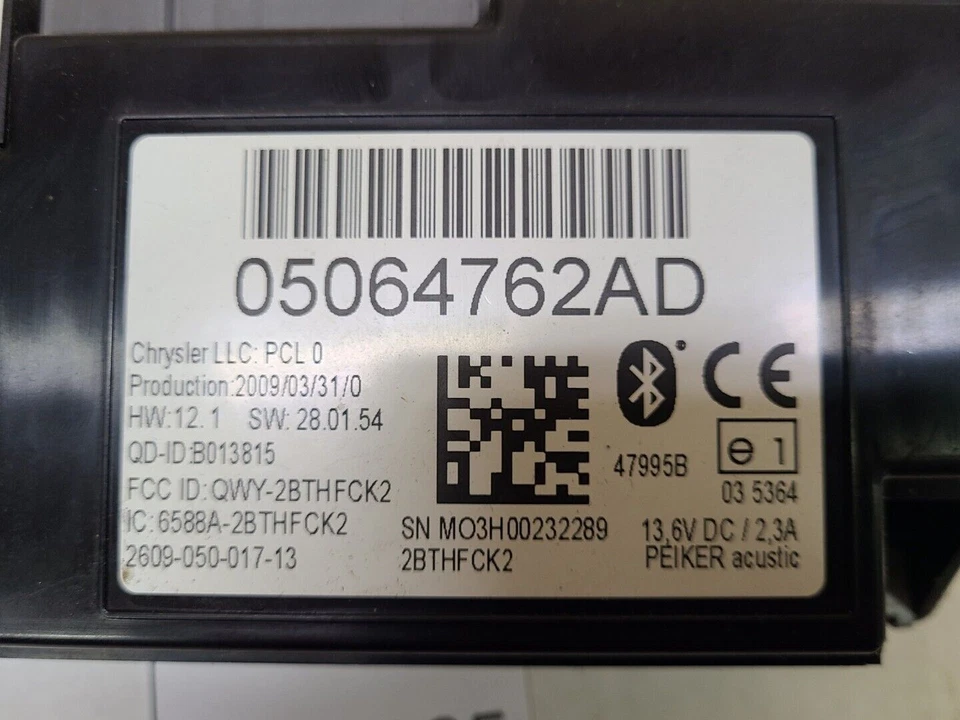 05064762AD
Chrysler LLC: PCL 0
Production:2009/03/31/0
HW:12.1 SW: 28.01.54
QD-ID:B013815
FCC ID: QWY-2BTHFCK2
IC:6588A-2BTHFCK2
2609-050-017-13
SN MO3H00232289
2BTHFCK2
47995B
CE
e 1
03 5364
13,6V DC / 2,3A
PEIKER acustic